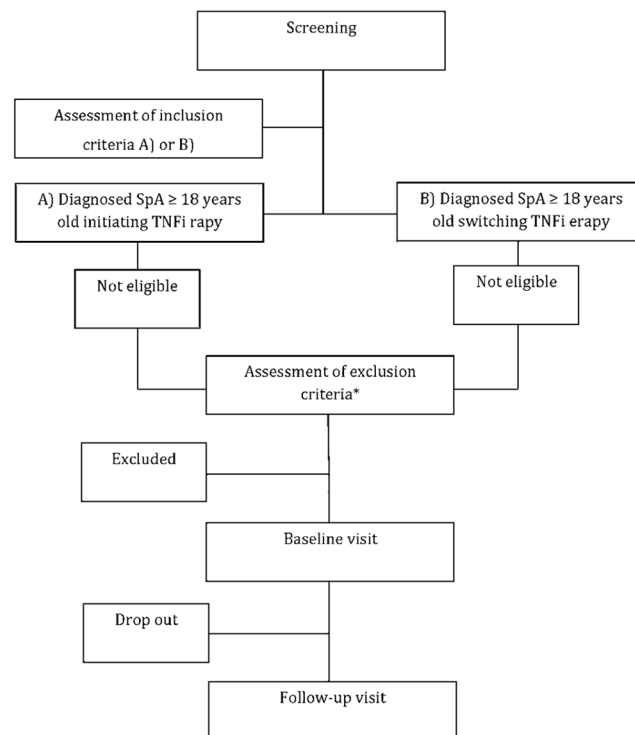 Screening
Assessment of inclusion
criteria A) or B)
A) Diagnosed SpA ≥ 18 years
old initiating TNFi rapy
B) Diagnosed SpA ≥ 18 years
old switching TNFi erapy
Not eligible
Not eligible
Assessment of exclusion
criteria*
Excluded
Baseline visit
Drop out
Follow-up visit